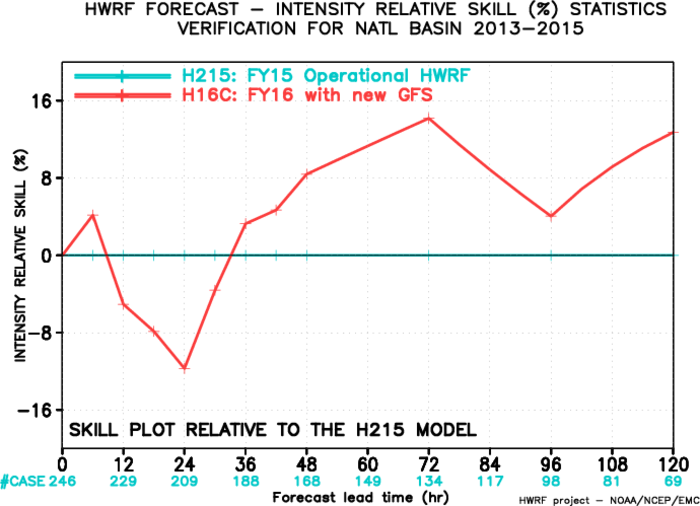 HWRF FORECAST – INTENSITY RELATIVE SKILL (%) STATISTICS
VERIFICATION FOR NATL BASIN 2013–2015
H215: FY15 Operational HWRF
H16C: FY16 with new GFS
INTENSITY RELATIVE SKILL (%)
16
8
0
–8
–16
SKILL PLOT RELATIVE TO THE H215 MODEL
0 12 24 36 48 60 72 84 96 108 120
#CASE 246 229 209 188 168 149 134 117 98 81 69
Forecast lead time (hr)
HWRF project – NOAA/NCEP/EMC